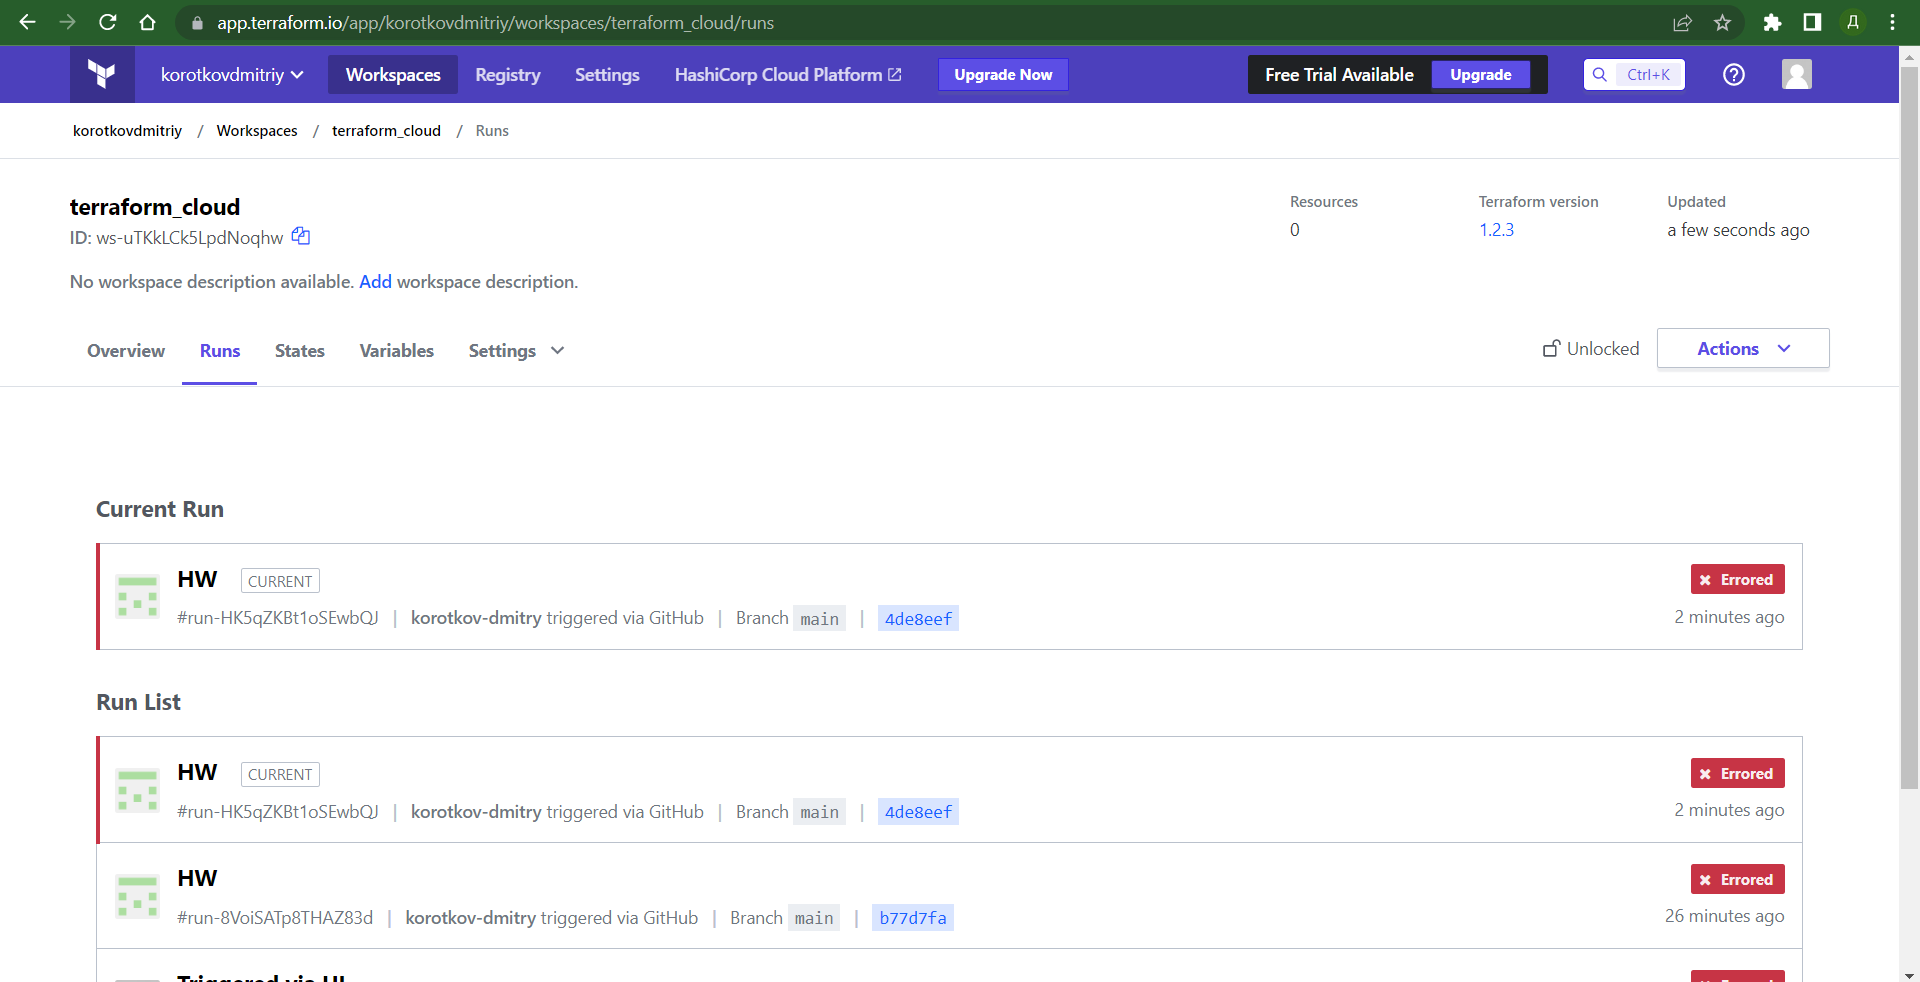 app.terraform.io/app/korotkovdmitriy/workspaces/terraform_cloud/runs
Д
korotkovdmitriy Workspaces Registry Settings HashiCorp Cloud Platform Upgrade Now Free Trial Available Upgrade Ctrl+K
korotkovdmitriy / Workspaces / terraform_cloud / Runs
terraform_cloud
ID: ws-uTKkLCk5LpdNoqhw
No workspace description available. Add workspace description.
Resources
0
Terraform version
1.2.3
Updated
a few seconds ago
Overview Runs States Variables Settings
Unlocked Actions
Current Run
HW CURRENT
Errored
#run-HK5qZKBt1oSEwbQJ | korotkov-dmitry triggered via GitHub | Branch main | 4de8eef
2 minutes ago
Run List
HW CURRENT
Errored
#run-HK5qZKBt1oSEwbQJ | korotkov-dmitry triggered via GitHub | Branch main | 4de8eef
2 minutes ago
HW
Errored
#run-8VoiSATp8THAZ83d | korotkov-dmitry triggered via GitHub | Branch main | b77d7fa
26 minutes ago
Triggered via UI